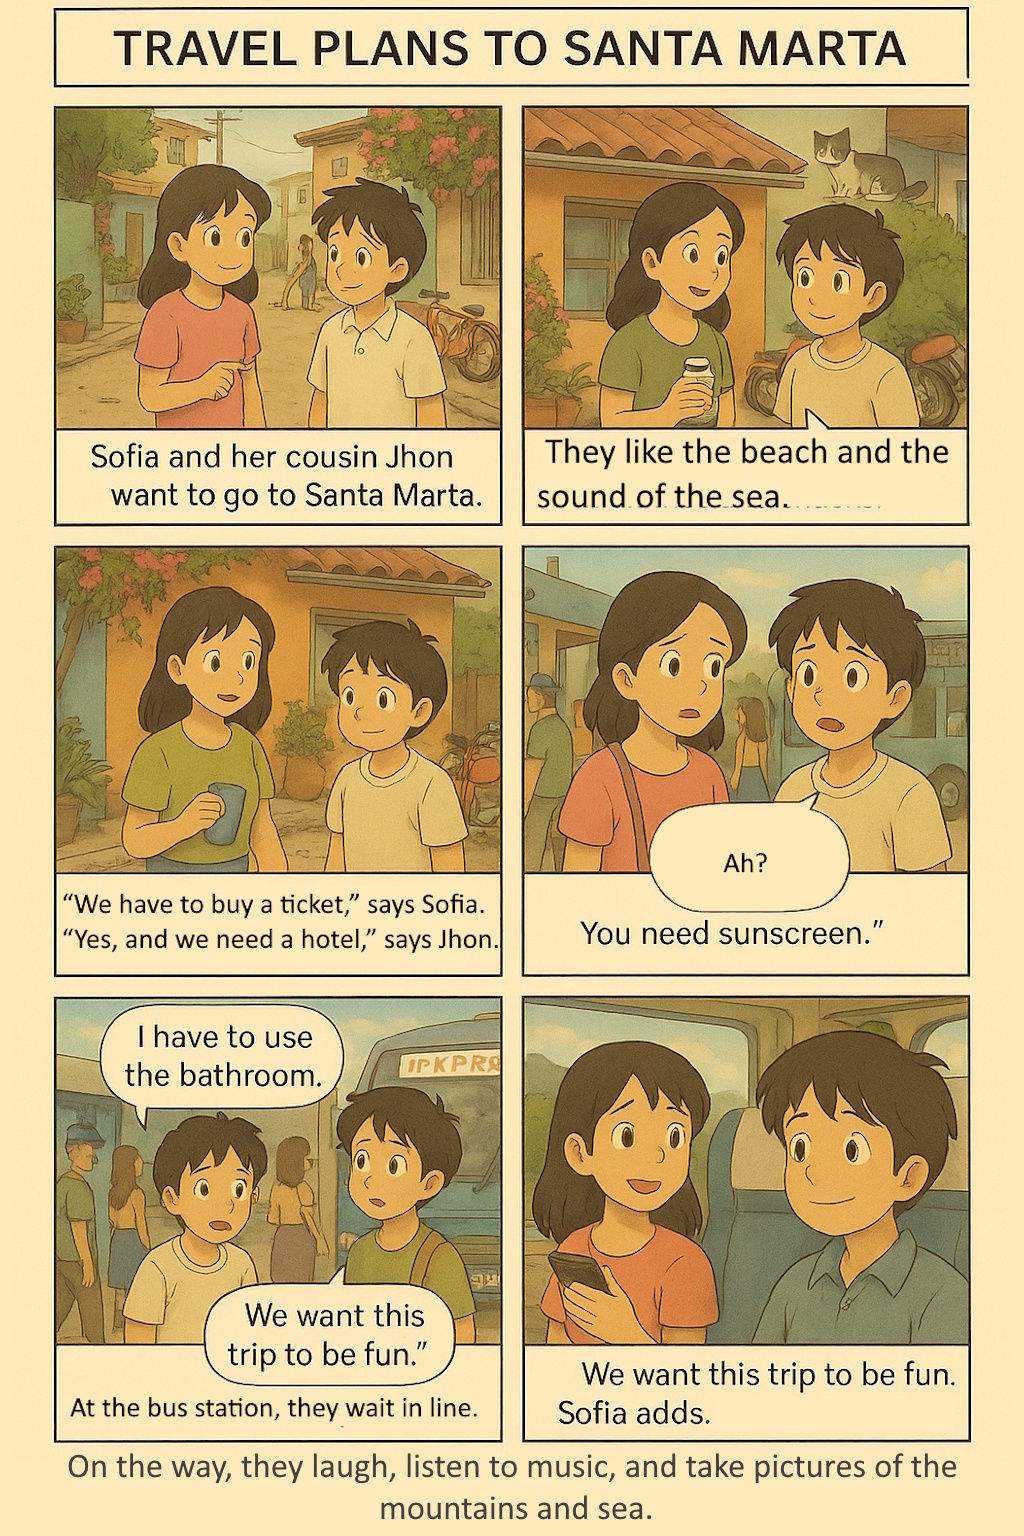 TRAVEL PLANS TO SANTA MARTA
Sofia and her cousin Jhon
want to go to Santa Marta.
They like the beach and the
sound of the sea.
“We have to buy a ticket,” says Sofia.
“Yes, and we need a hotel,” says Jhon.
Ah?
You need sunscreen.”
I have to use
the bathroom.
IPKPRO
We want this
trip to be fun.”
At the bus station, they wait in line.
We want this trip to be fun.
Sofia adds.
On the way, they laugh, listen to music, and take pictures of the
mountains and sea.